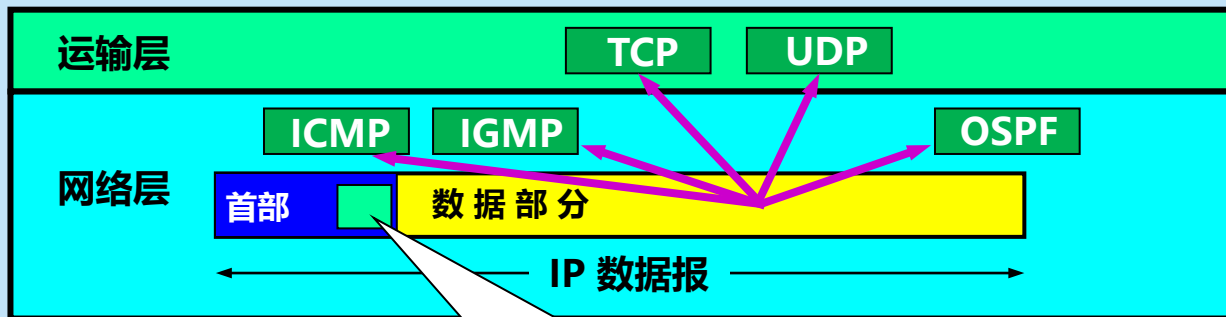 运输层
TCP
UDP
ICMP
IGMP
OSPF
网络层
首部
数据部分
IP 数据报